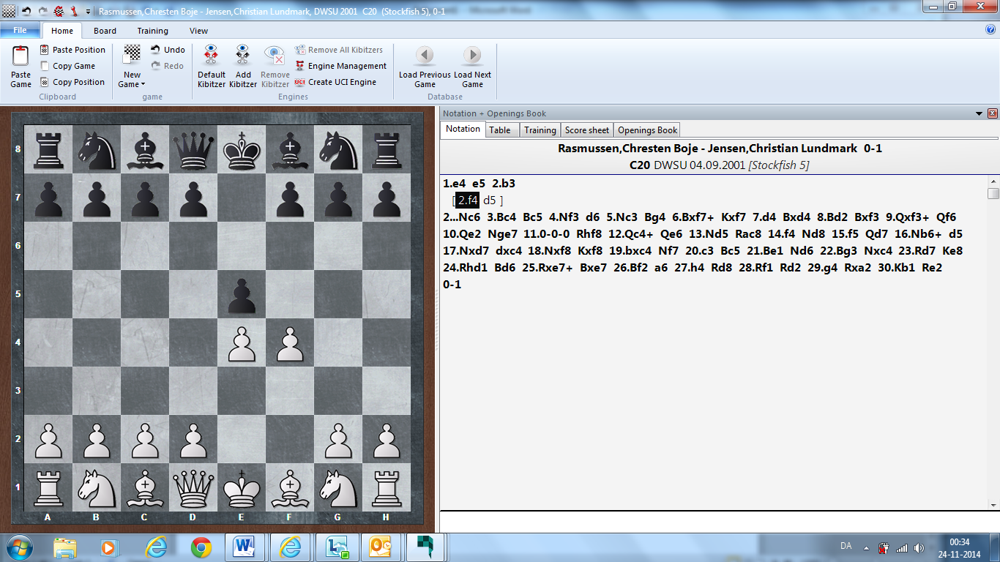 Rasmussen,Chresten Boje - Jensen,Christian Lundmark, DWSU 2001  C20  (Stockfish 5), 0-1
File Home Board Training View
Paste Game
Paste Position
Copy Game
Copy Position
Clipboard
New Game
Undo
Redo
game
Default Kibitzer
Add Kibitzer
Remove Kibitzer
Remove All Kibitzers
Engine Management
UCI Create UCI Engine
Engines
Load Previous Game
Load Next Game
Database
8
7
6
5
4
3
2
1
A B C D E F G H
Notation + Openings Book
Notation Table Training Score sheet Openings Book
Rasmussen,Chresten Boje - Jensen,Christian Lundmark  0-1
C20 DWSU 04.09.2001 [Stockfish 5]
1.e4  e5  2.b3
[ 2.f4 d5 ]
2...Nc6  3.Bc4  Bc5  4.Nf3  d6  5.Nc3  Bg4  6.Bxf7+  Kxf7  7.d4  Bxd4  8.Bd2  Bxf3  9.Qxf3+  Qf6
10.Qe2  Nge7  11.0-0-0  Rhf8  12.Qc4+  Qe6  13.Nd5  Rac8  14.f4  Nd8  15.f5  Qd7  16.Nb6+  d5
17.Nxd7  dxc4  18.Nxf8  Kxf8  19.bxc4  Nf7  20.c3  Bc5  21.Be1  Nd6  22.Bg3  Nxc4  23.Rd7  Ke8
24.Rhd1  Bd6  25.Rxe7+  Bxe7  26.Bf2  a6  27.h4  Rd8  28.Rf1  Rd2  29.g4  Rxa2  30.Kb1  Re2
0-1
DA
00:34
24-11-2014